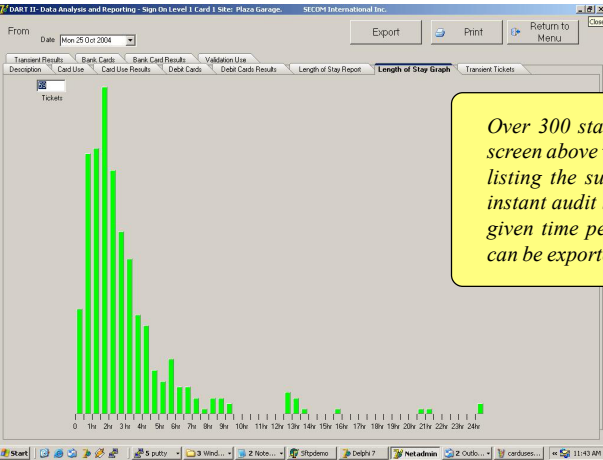 DART II- Data Analysis and Reporting - Sign On Level 1 Card 1 Site: Plaza Garage. SECOM International Inc.
From
Date Mon 25 Oct 2004
Export
Print
Return to
Menu
Close
Transient Results Bank Cards Bank Card Results Validation Use
Description Card Use Card Use Results Debit Cards Debit Cards Results Length of Stay Report Length of Stay Graph Transient Tickets
Tickets
Over 300 sta
screen above
listing the su
instant audit
given time pe
can be export
0 1hr 2hr 3hr 4hr 5hr 6hr 7hr 8hr 9hr 10hr 11hr 12hr 13hr 14hr 15hr 16hr 17hr 18hr 19hr 20hr 21hr 22hr 23hr 24hr
Start 5 putty 3 Wind... 2 Note... Sftpdemo Delphi 7 Netadmin 2 Outlo... carduses... 11:43 AM